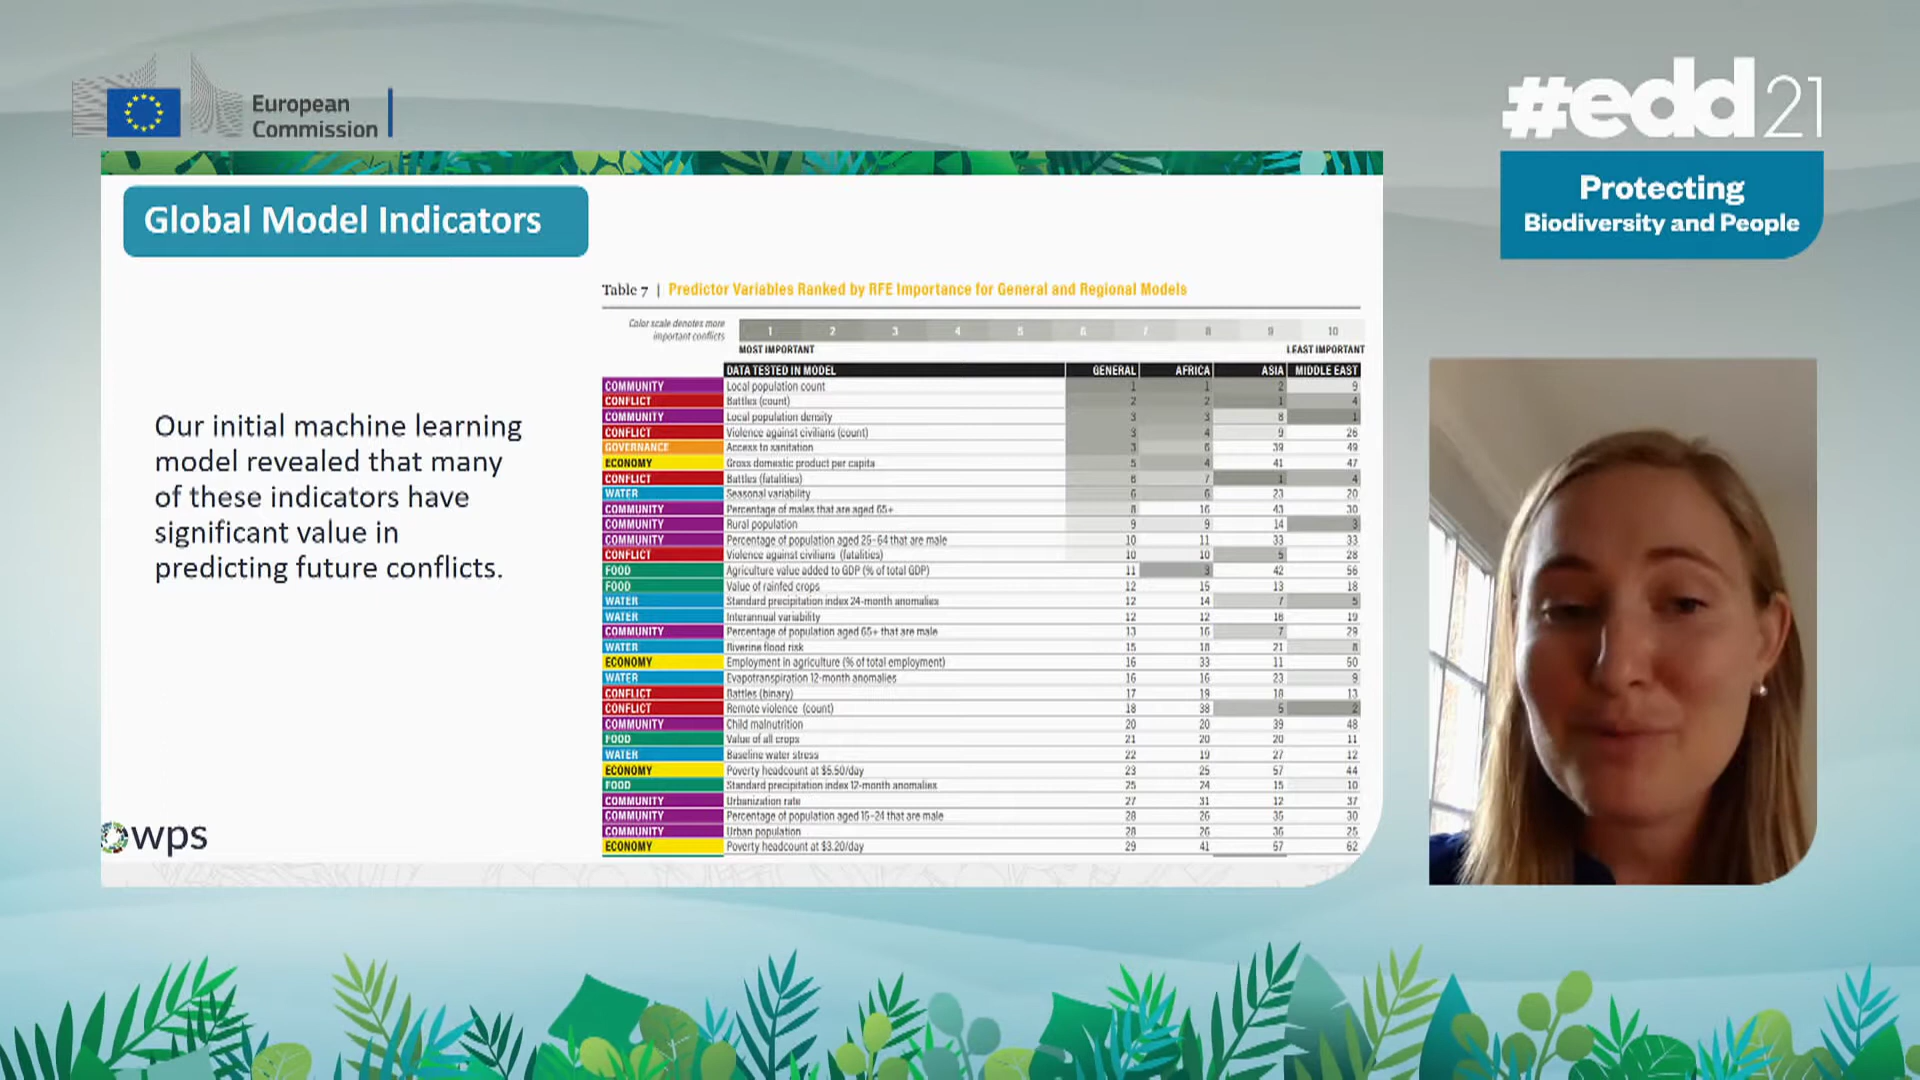 European
Commission
#edd21
Protecting
Biodiversity and People
Global Model Indicators
Our initial machine learning
model revealed that many
of these indicators have
significant value in
predicting future conflicts.
wps
Table 7 | Predictor Variables Ranked by RFE Importance for General and Regional Models
Color scale denotes more
important conflicts
1 2 3 4 5 6 7 8 9 10
MOST IMPORTANT LEAST IMPORTANT
DATA TESTED IN MODEL GENERAL AFRICA ASIA MIDDLE EAST
COMMUNITY Local population count 1 1 2 9
CONFLICT Battles (count) 2 2 1 4
COMMUNITY Local population density 3 3 8 1
CONFLICT Violence against civilians (count) 3 4 9 26
GOVERNANCE Access to sanitation 3 6 39 49
ECONOMY Gross domestic product per capita 5 4 41 47
CONFLICT Battles (fatalities) 6 7 1 4
WATER Seasonal variability 6 6 23 20
COMMUNITY Percentage of males that are aged 65+ 8 16 43 30
COMMUNITY Rural population 9 9 14 3
COMMUNITY Percentage of population aged 25-64 that are male 10 11 33 33
CONFLICT Violence against civilians (fatalities) 10 10 5 28
FOOD Agriculture value added to GDP (% of total GDP) 11 3 42 56
FOOD Value of rainfed crops 12 15 13 18
WATER Standard precipitation index 24-month anomalies 12 14 7 5
WATER Interannual variability 12 12 16 19
COMMUNITY Percentage of population aged 65+ that are male 13 16 7 29
WATER Riverine flood risk 15 18 21 8
ECONOMY Employment in agriculture (% of total employment) 16 33 11 50
WATER Evapotranspiration 12-month anomalies 16 16 23 9
CONFLICT Battles (binary) 17 19 18 13
CONFLICT Remote violence (count) 18 38 5 2
COMMUNITY Child malnutrition 20 20 39 48
FOOD Value of all crops 21 20 20 11
WATER Baseline water stress 22 19 27 12
ECONOMY Poverty headcount at $5.50/day 23 25 57 44
FOOD Standard precipitation index 12-month anomalies 25 24 15 10
COMMUNITY Urbanization rate 27 31 12 37
COMMUNITY Percentage of population aged 15-24 that are male 28 26 35 30
COMMUNITY Urban population 28 26 36 25
ECONOMY Poverty headcount at $3.20/day 29 41 57 62